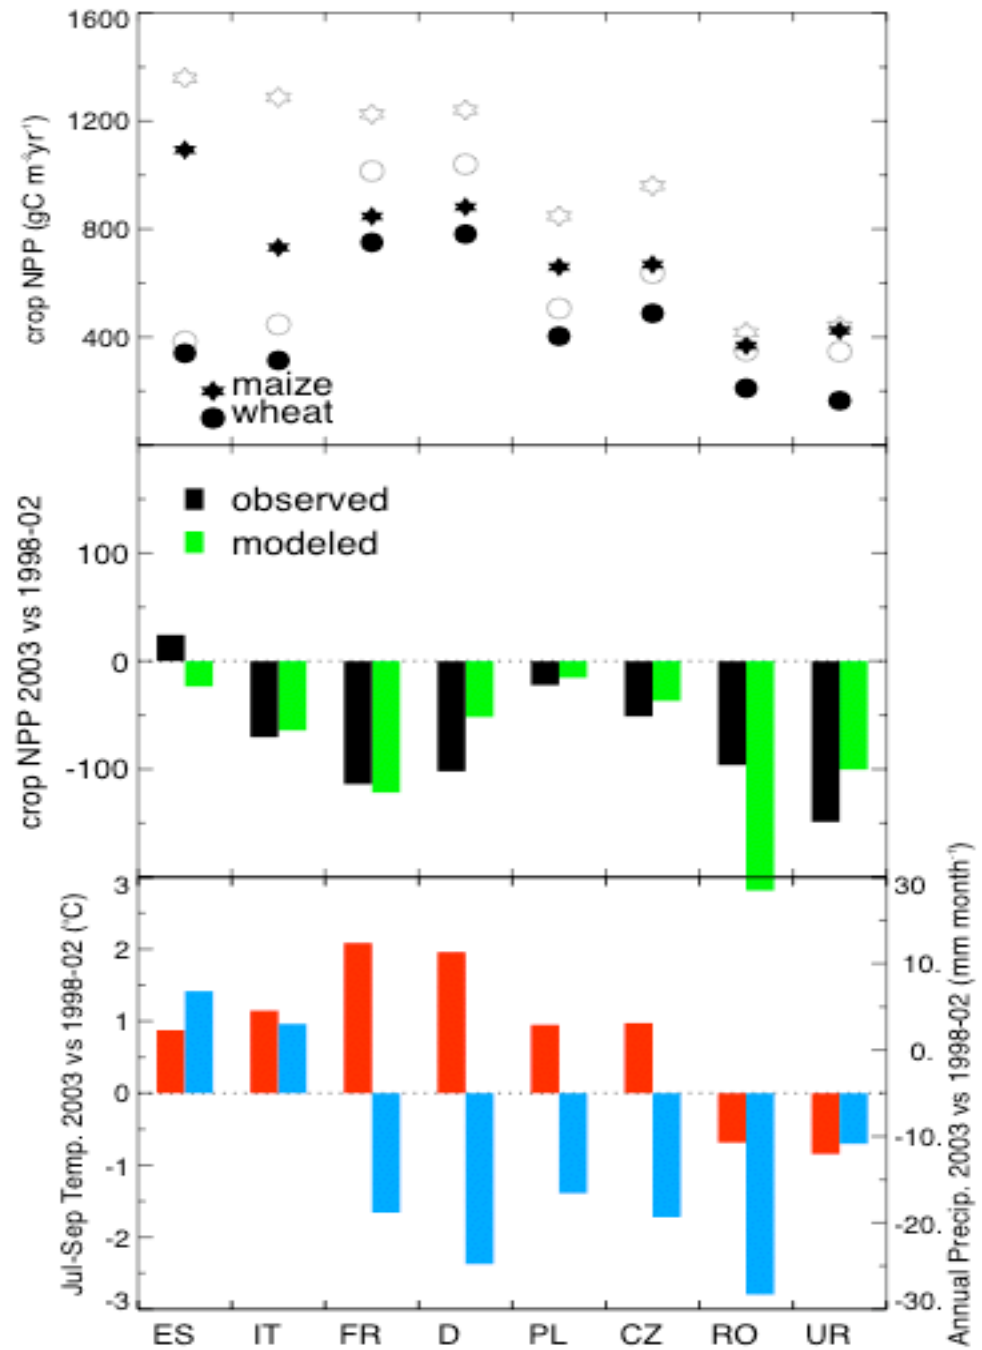 1600
1200
800
400
crop NPP (gC m²yr⁻¹)
maize
wheat
observed
modeled
100
0
-100
crop NPP 2003 vs 1998-02
3
2
1
0
-1
-2
-3
Jul-Sep Temp. 2003 vs 1998-02 (°C)
30
10.
0.
-10.
-20.
-30.
Annual Precip. 2003 vs 1998-02 (mm month⁻¹)
ES IT FR D PL CZ RO UR